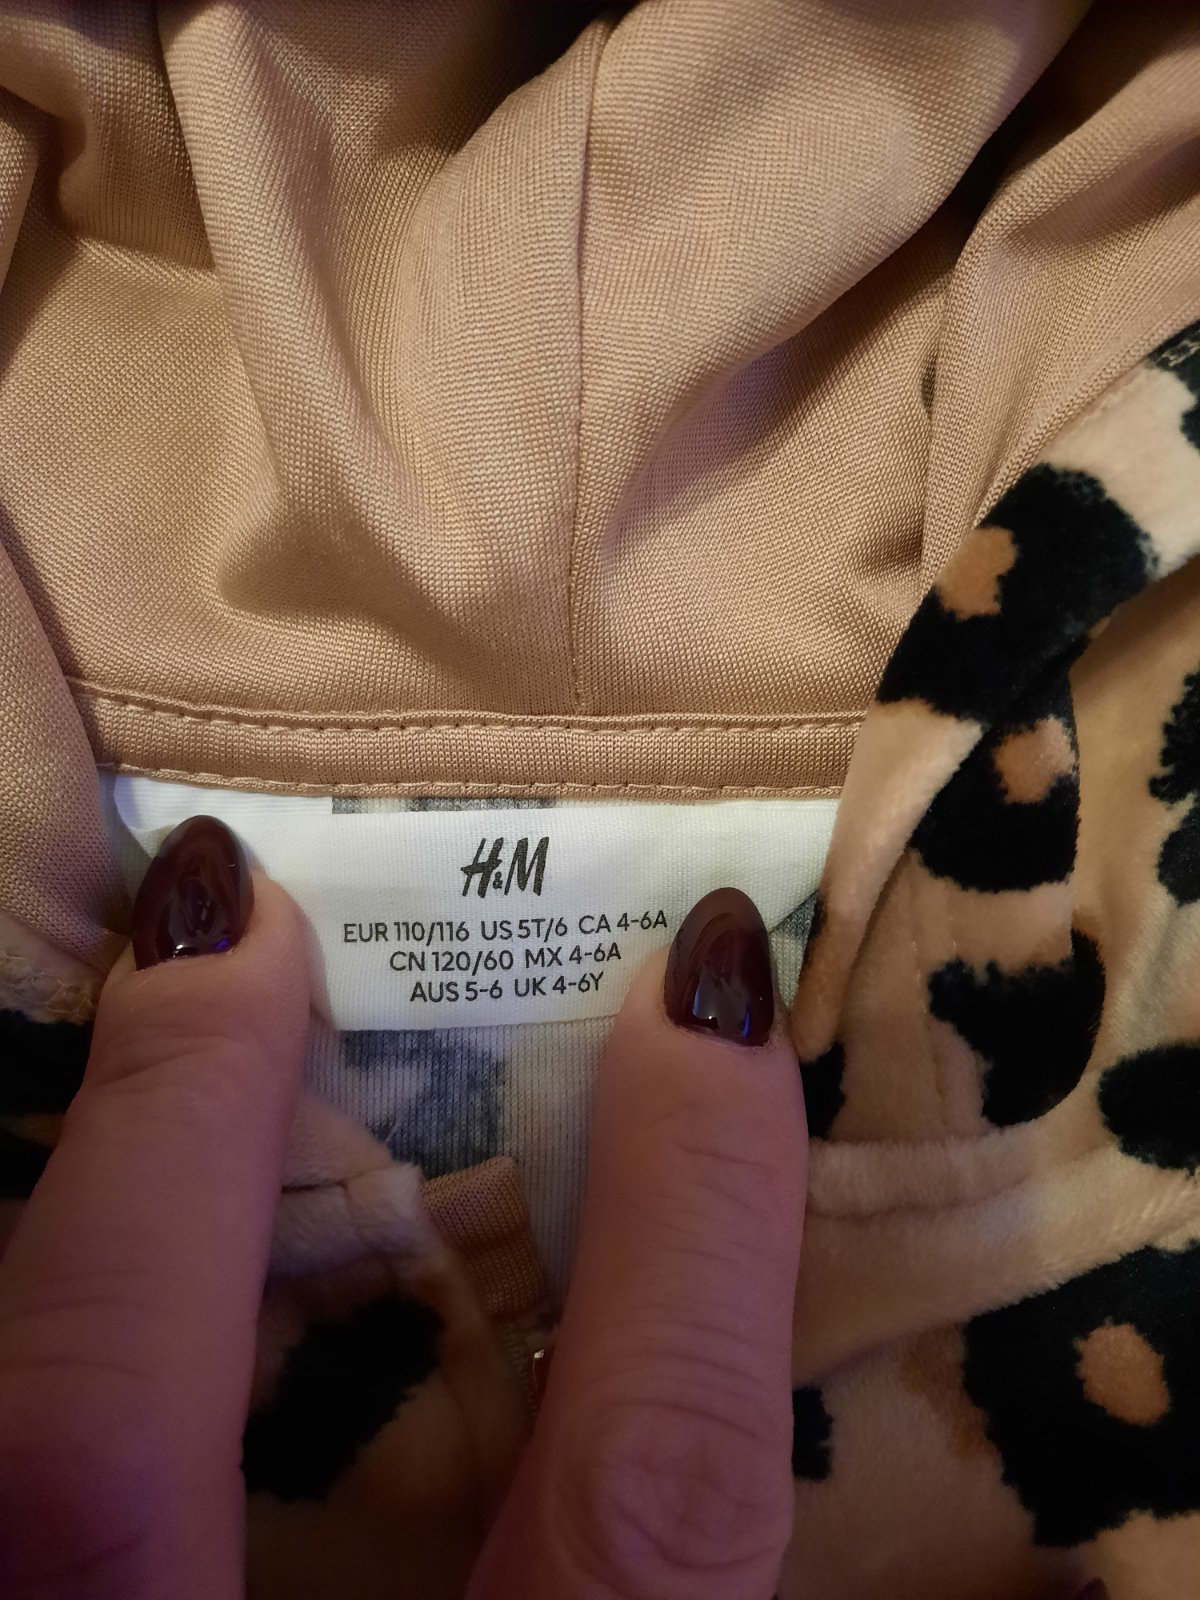 H&M
EUR 110/116 US 5T/6 CA 4-6A
CN 120/60 MX 4-6A
AUS 5-6 UK 4-6Y